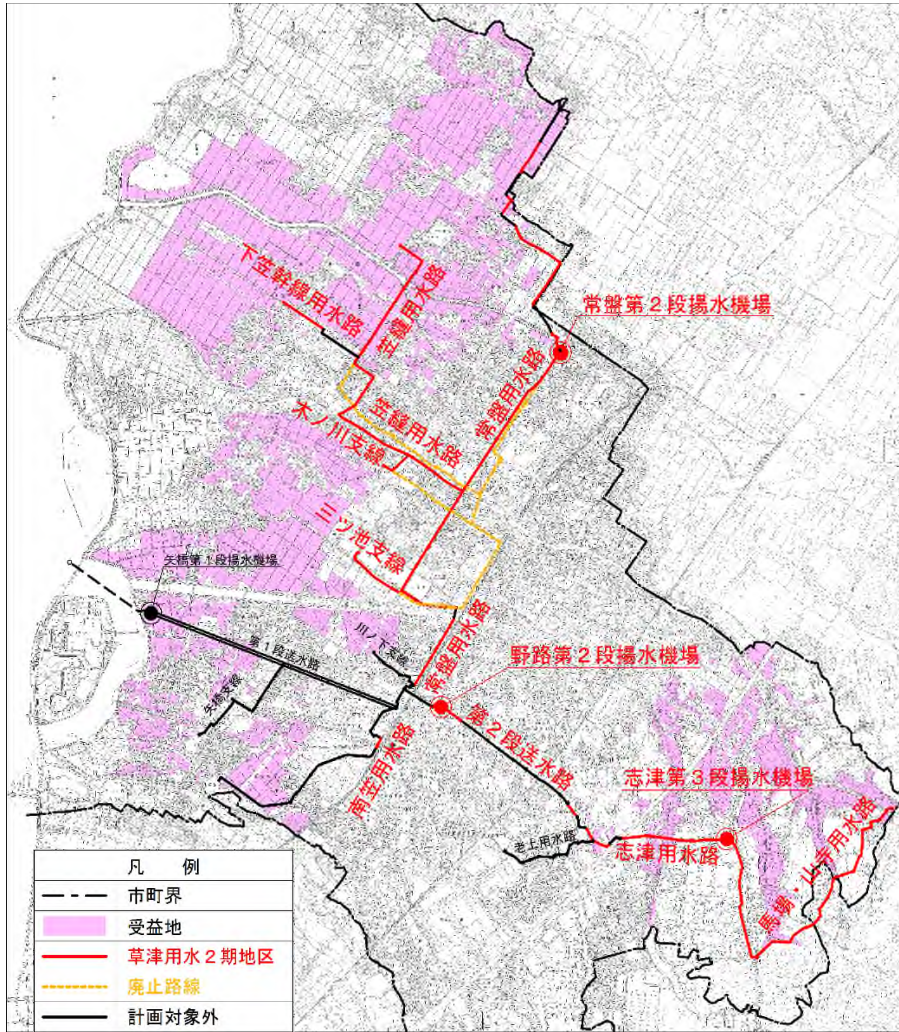 下笠幹線用水路
笠縫用水路
常盤第2段揚水機場
常盤用水路
笠縫用水路
木ノ川支線
三ツ池支線
矢橋第1段揚水機場
常盤用水路
川ノ下支線
第1段送水路
矢橋支線
野路第2段揚水機場
第2段送水路
南笠用水路
志津第3段揚水機場
老上用水路
志津用水路
馬場・山寺用水路
凡 例
市町界
受益地
草津用水2期地区
廃止路線
計画対象外